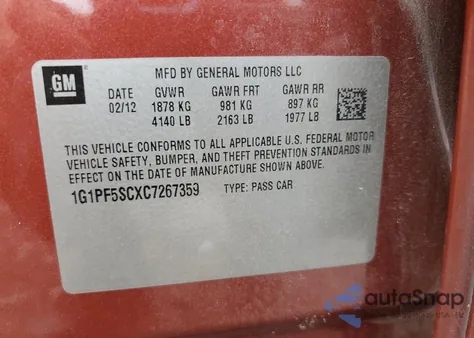 GM
MFD BY GENERAL MOTORS LLC
DATE GVWR GAWR FRT GAWR RR
02/12 1878 KG 981 KG 897 KG
4140 LB 2163 LB 1977 LB
THIS VEHICLE CONFORMS TO ALL APPLICABLE U.S. FEDERAL MOTOR
VEHICLE SAFETY, BUMPER, AND THEFT PREVENTION STANDARDS IN
EFFECT ON THE DATE OF MANUFACTURE SHOWN ABOVE.
1G1PF5SCXC7267359 TYPE: PASS CAR
autaSnap